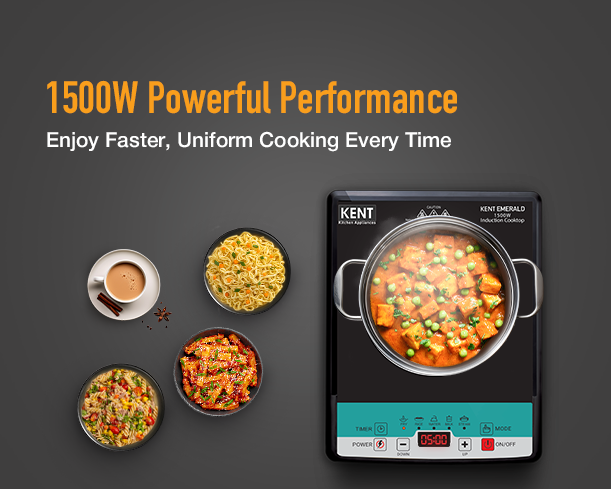 1500W Powerful Performance
Enjoy Faster, Uniform Cooking Every Time
KENT
Kitchen Appliances
CAUTION
KENT EMERALD
1500W
Induction Cooktop
TIMER
MODE
POWER
DOWN
05:00
UP
ON/OFF